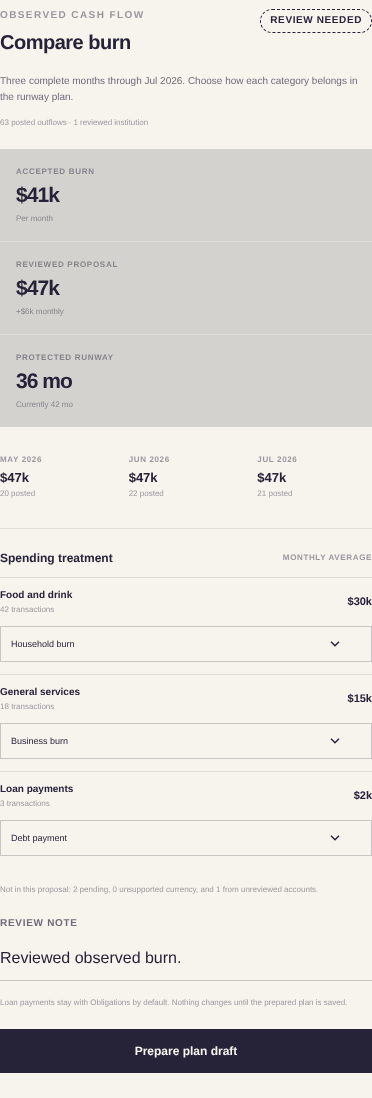 OBSERVED CASH FLOW
REVIEW NEEDED
Compare burn
Three complete months through Jul 2026. Choose how each category belongs in
the runway plan.
63 posted outflows · 1 reviewed institution
ACCEPTED BURN
$41k
Per month
REVIEWED PROPOSAL
$47k
+$6k monthly
PROTECTED RUNWAY
36 mo
Currently 42 mo
MAY 2026
$47k
20 posted
JUN 2026
$47k
22 posted
JUL 2026
$47k
21 posted
Spending treatment
MONTHLY AVERAGE
Food and drink
42 transactions
$30k
Household burn
General services
18 transactions
$15k
Business burn
Loan payments
3 transactions
$2k
Debt payment
Not in this proposal: 2 pending, 0 unsupported currency, and 1 from unreviewed accounts.
REVIEW NOTE
Reviewed observed burn.
Loan payments stay with Obligations by default. Nothing changes until the prepared plan is saved.
Prepare plan draft